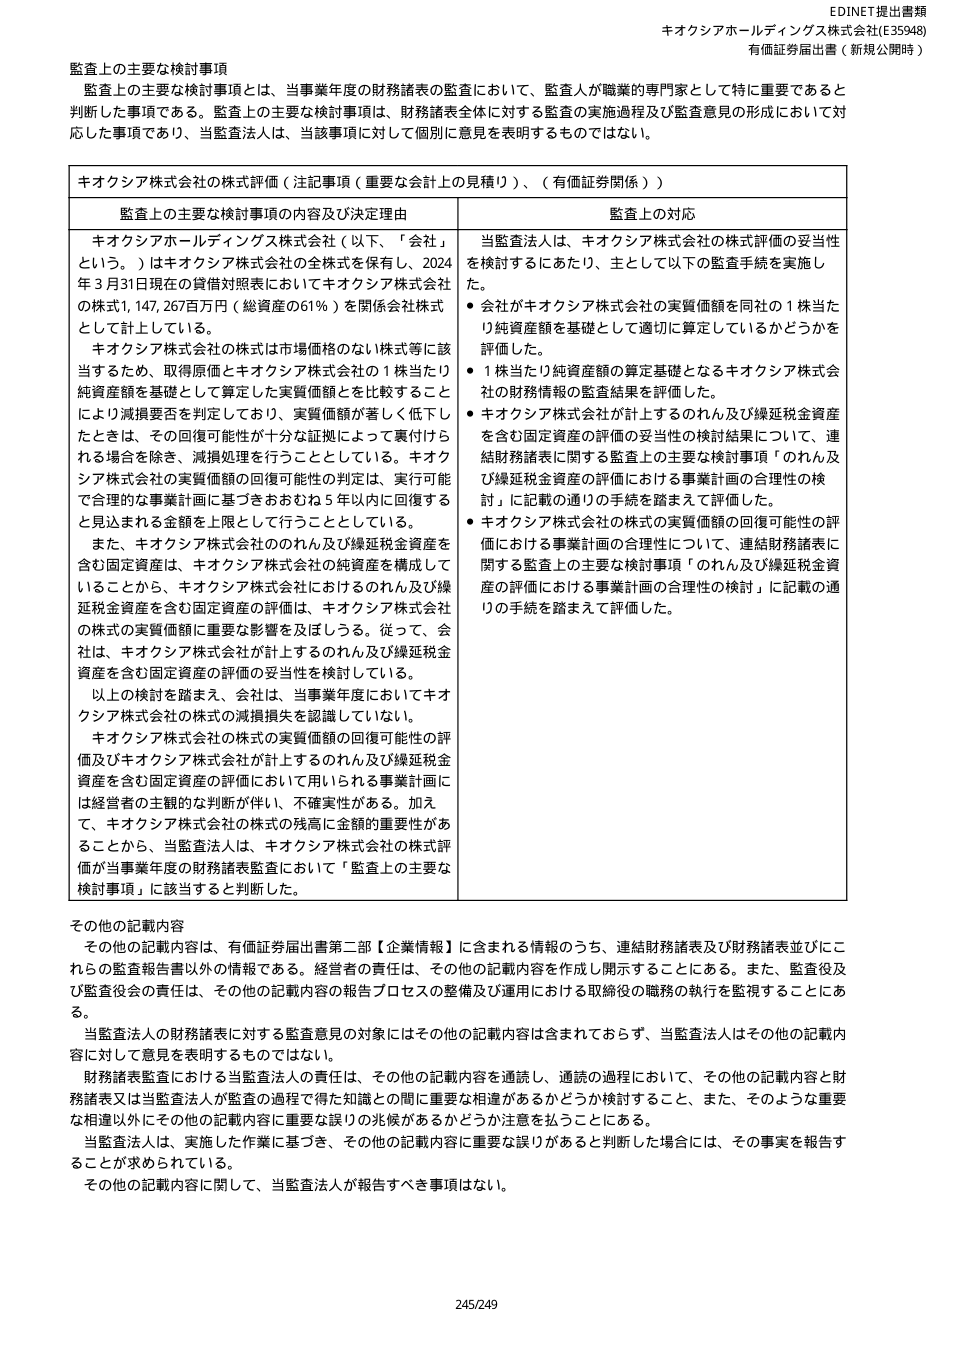 EDINET提出書類
キオクシアホールディングス株式会社(E35948)
有価証券届出書（新規公開時）
監査上の主要な検討事項
　監査上の主要な検討事項とは、当事業年度の財務諸表の監査において、監査人が職業的専門家として特に重要であると
判断した事項である。監査上の主要な検討事項は、財務諸表全体に対する監査の実施過程及び監査意見の形成において対
応した事項であり、当監査法人は、当該事項に対して個別に意見を表明するものではない。
キオクシア株式会社の株式評価（注記事項（重要な会計上の見積り）、（有価証券関係））
監査上の主要な検討事項の内容及び決定理由
　キオクシアホールディングス株式会社（以下、「会社」
という。）はキオクシア株式会社の全株式を保有し、2024
年３月31日現在の貸借対照表においてキオクシア株式会社
の株式1,147,267百万円（総資産の61％）を関係会社株式
として計上している。
　キオクシア株式会社の株式は市場価格のない株式等に該
当するため、取得原価とキオクシア株式会社の１株当たり
純資産額を基礎として算定した実質価額とを比較すること
により減損要否を判定しており、実質価額が著しく低下し
たときは、その回復可能性が十分な証拠によって裏付けら
れる場合を除き、減損処理を行うこととしている。キオク
シア株式会社の実質価額の回復可能性の判定は、実行可能
で合理的な事業計画に基づきおおむね５年以内に回復する
と見込まれる金額を上限として行うこととしている。
　また、キオクシア株式会社ののれん及び繰延税金資産を
含む固定資産は、キオクシア株式会社の純資産を構成して
いることから、キオクシア株式会社におけるのれん及び繰
延税金資産を含む固定資産の評価は、キオクシア株式会社
の株式の実質価額に重要な影響を及ぼしうる。従って、会
社は、キオクシア株式会社が計上するのれん及び繰延税金
資産を含む固定資産の評価の妥当性を検討している。
　以上の検討を踏まえ、会社は、当事業年度においてキオ
クシア株式会社の株式の減損損失を認識していない。
　キオクシア株式会社の株式の実質価額の回復可能性の評
価及びキオクシア株式会社が計上するのれん及び繰延税金
資産を含む固定資産の評価において用いられる事業計画に
は経営者の主観的な判断が伴い、不確実性がある。加え
て、キオクシア株式会社の株式の残高に金額的重要性があ
ることから、当監査法人は、キオクシア株式会社の株式評
価が当事業年度の財務諸表監査において「監査上の主要な
検討事項」に該当すると判断した。
監査上の対応
　当監査法人は、キオクシア株式会社の株式評価の妥当性
を検討するにあたり、主として以下の監査手続を実施し
た。
● 会社がキオクシア株式会社の実質価額を同社の１株当た
り純資産額を基礎として適切に算定しているかどうかを
評価した。
● １株当たり純資産額の算定基礎となるキオクシア株式会
社の財務情報の監査結果を評価した。
● キオクシア株式会社が計上するのれん及び繰延税金資産
を含む固定資産の評価の妥当性の検討結果について、連
結財務諸表に関する監査上の主要な検討事項「のれん及
び繰延税金資産の評価における事業計画の合理性の検
討」に記載の通りの手続を踏まえて評価した。
● キオクシア株式会社の株式の実質価額の回復可能性の評
価における事業計画の合理性について、連結財務諸表に
関する監査上の主要な検討事項「のれん及び繰延税金資
産の評価における事業計画の合理性の検討」に記載の通
りの手続を踏まえて評価した。
その他の記載内容
　その他の記載内容は、有価証券届出書第二部【企業情報】に含まれる情報のうち、連結財務諸表及び財務諸表並びにこ
れらの監査報告書以外の情報である。経営者の責任は、その他の記載内容を作成し開示することにある。また、監査役及
び監査役会の責任は、その他の記載内容の報告プロセスの整備及び運用における取締役の職務の執行を監視することにあ
る。
　当監査法人の財務諸表に対する監査意見の対象にはその他の記載内容は含まれておらず、当監査法人はその他の記載内
容に対して意見を表明するものではない。
　財務諸表監査における当監査法人の責任は、その他の記載内容を通読し、通読の過程において、その他の記載内容と財
務諸表又は当監査法人が監査の過程で得た知識との間に重要な相違があるかどうか検討すること、また、そのような重要
な相違以外にその他の記載内容に重要な誤りの兆候があるかどうか注意を払うことにある。
　当監査法人は、実施した作業に基づき、その他の記載内容に重要な誤りがあると判断した場合には、その事実を報告す
ることが求められている。
　その他の記載内容に関して、当監査法人が報告すべき事項はない。
245/249